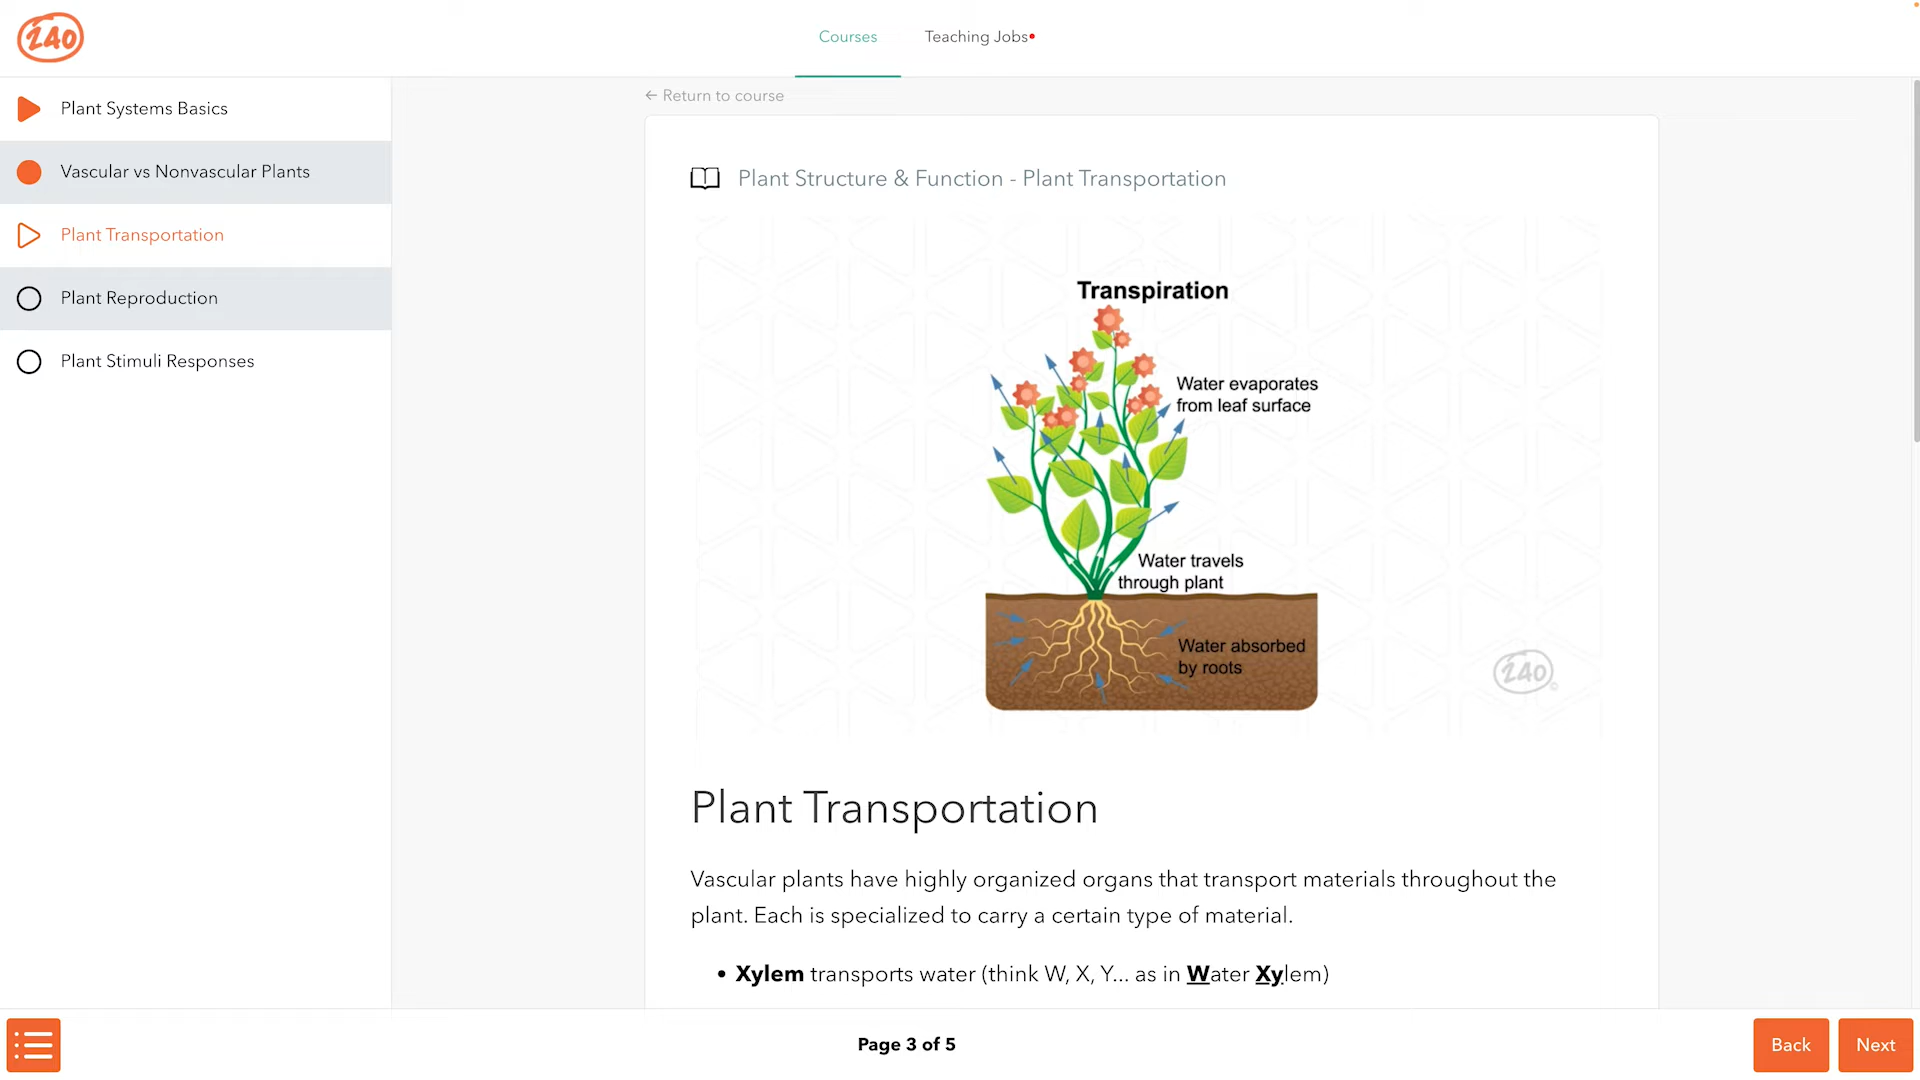 240
Courses
Teaching Jobs
Plant Systems Basics
Vascular vs Nonvascular Plants
Plant Transportation
Plant Reproduction
Plant Stimuli Responses
← Return to course
Plant Structure & Function - Plant Transportation
Transpiration
Water evaporates
from leaf surface
Water travels
through plant
Water absorbed
by roots
240
Plant Transportation
Vascular plants have highly organized organs that transport materials throughout the
plant. Each is specialized to carry a certain type of material.
• Xylem transports water (think W, X, Y... as in Water Xylem)
Page 3 of 5
Back
Next